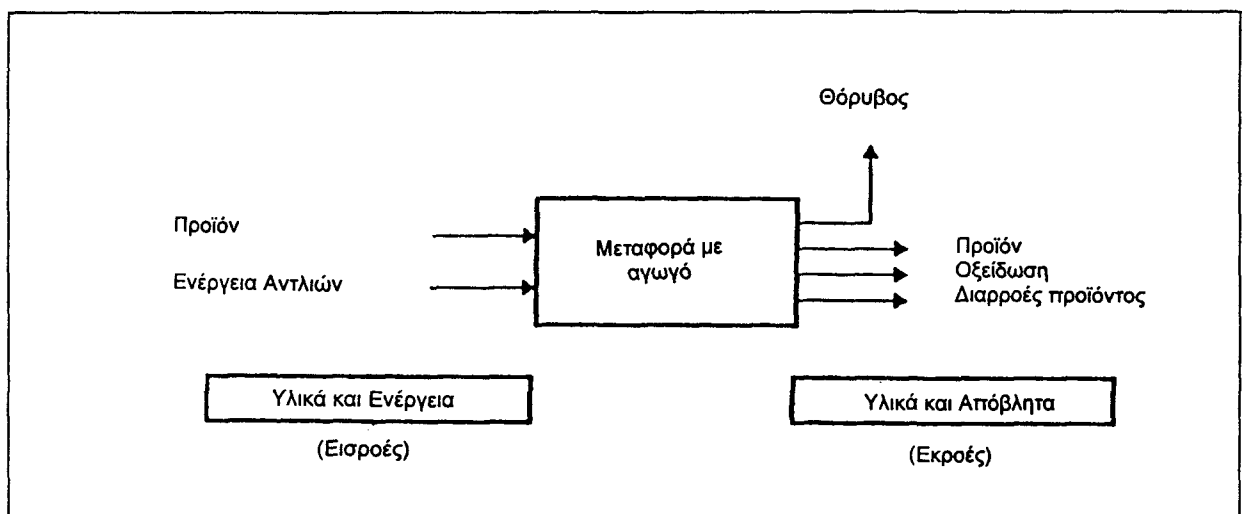 Θόρυβος
Προϊόν
Ενέργεια Αντλιών
Μεταφορά με
αγωγό
Προϊόν
Οξείδωση
Διαρροές προϊόντος
Υλικά και Ενέργεια
(Εισροές)
Υλικά και Απόβλητα
(Εκροές)